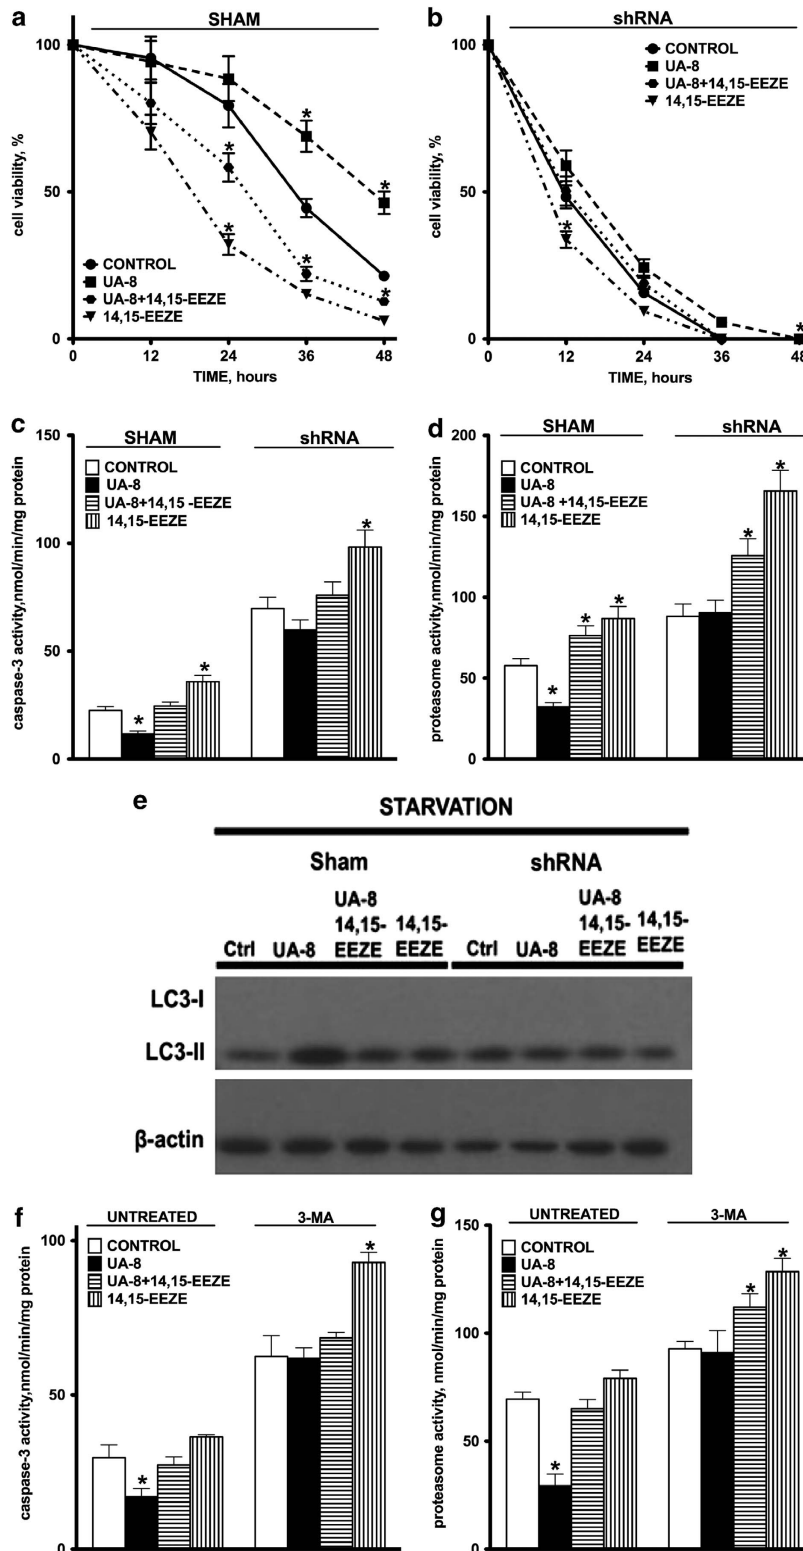 a
SHAM
100
50
0
cell viability, %
*
*
*
*
*
*
*
CONTROL
UA-8
UA-8+14,15-EEZE
14,15-EEZE
0 12 24 36 48
TIME, hours
b
shRNA
100
50
0
cell viability, %
CONTROL
UA-8
UA-8+14,15-EEZE
14,15-EEZE
*
*
0 12 24 36 48
TIME, hours
c
SHAM shRNA
150
100
50
0
caspase-3 activity,nmol/min/mg protein
CONTROL
UA-8
UA-8+14,15 -EEZE
14,15-EEZE
*
*
*
d
SHAM shRNA
200
150
100
50
0
proteasome activity,nmol/min/mg protein
CONTROL
UA-8
UA-8 +14,15-EEZE
14,15-EEZE
*
*
*
*
*
e
STARVATION
Sham shRNA
Ctrl UA-8 UA-8 14,15-EEZE 14,15-EEZE Ctrl UA-8 UA-8 14,15-EEZE 14,15-EEZE
LC3-I
LC3-II
β-actin
f
UNTREATED 3-MA
100
50
0
caspase-3 activity,nmol/min/mg protein
CONTROL
UA-8
UA-8+14,15-EEZE
14,15-EEZE
*
*
g
UNTREATED 3-MA
150
100
50
0
proteasome activity, nmol/min/mg protein
CONTROL
UA-8
UA-8+14,15-EEZE
14,15-EEZE
*
*
*